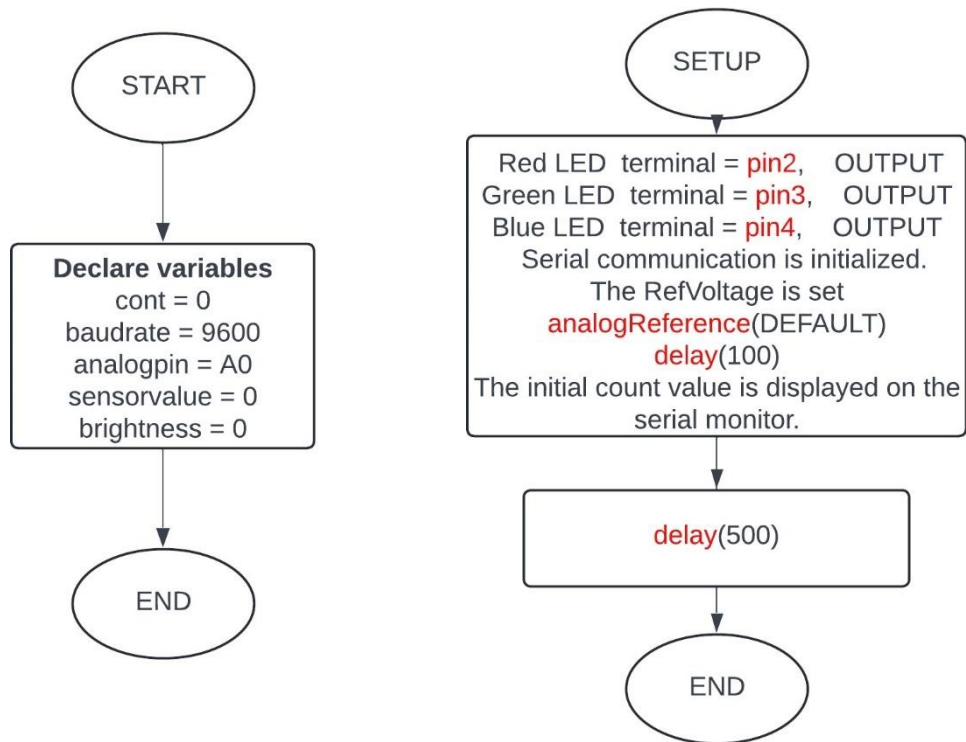 START
Declare variables
cont = 0
baudrate = 9600
analogpin = A0
sensorvalue = 0
brightness = 0
END
SETUP
Red LED terminal = pin2, OUTPUT
Green LED terminal = pin3, OUTPUT
Blue LED terminal = pin4, OUTPUT
Serial communication is initialized.
The RefVoltage is set
analogReference(DEFAULT)
delay(100)
The initial count value is displayed on the
serial monitor.
delay(500)
END